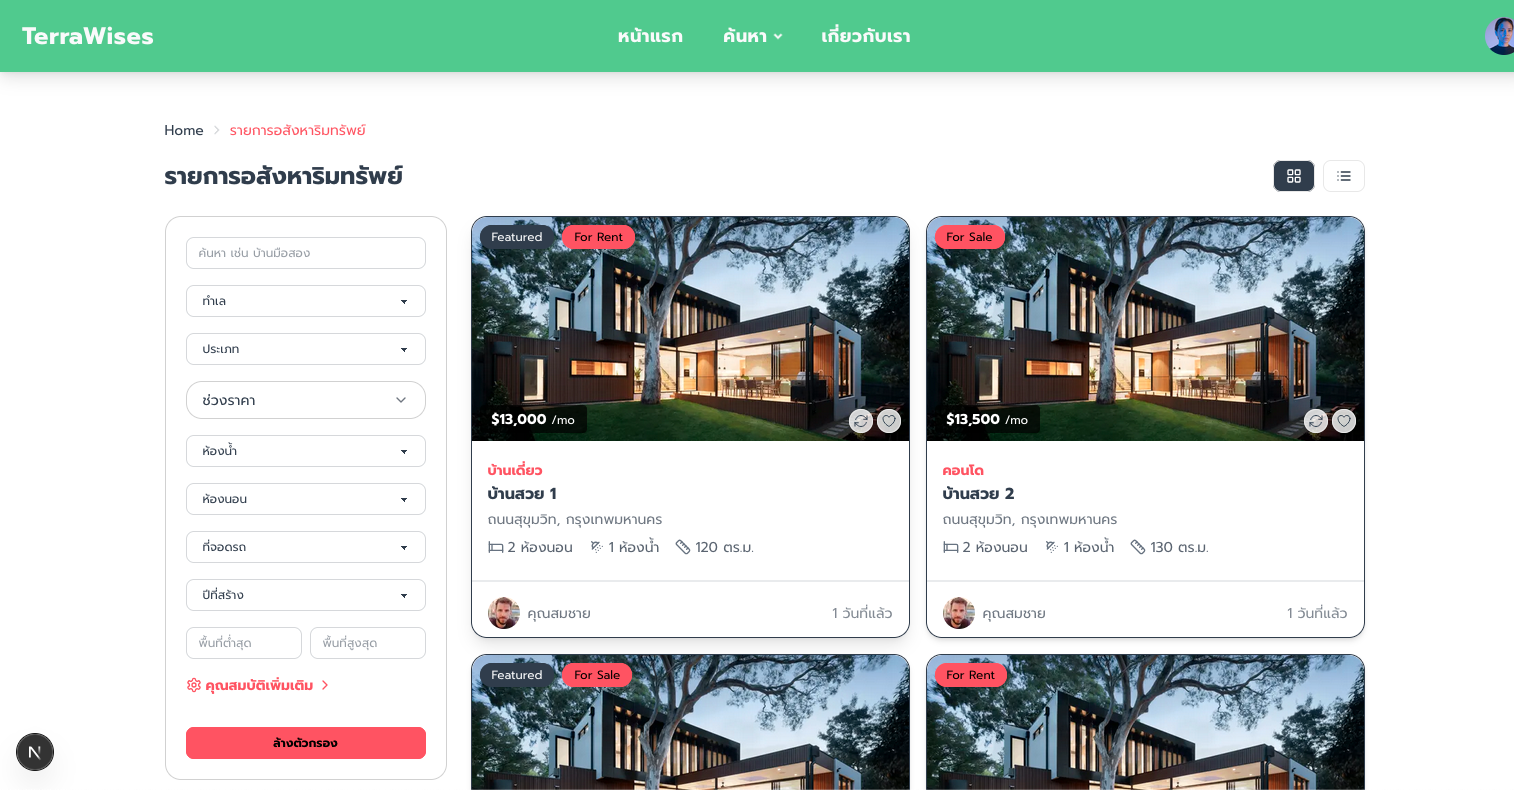 TerraWises
หน้าแรก
ค้นหา
เกี่ยวกับเรา
Home
รายการอสังหาริมทรัพย์
รายการอสังหาริมทรัพย์
ค้นหา เช่น บ้านมือสอง
ทำเล
ประเภท
ช่วงราคา
ห้องน้ำ
ห้องนอน
ที่จอดรถ
ปีที่สร้าง
พื้นที่ต่ำสุด
พื้นที่สูงสุด
คุณสมบัติเพิ่มเติม
ล้างตัวกรอง
Featured
For Rent
$13,000 /mo
บ้านเดี่ยว
บ้านสวย 1
ถนนสุขุมวิท, กรุงเทพมหานคร
2 ห้องนอน 1 ห้องน้ำ 120 ตร.ม.
คุณสมชาย
1 วันที่แล้ว
For Sale
$13,500 /mo
คอนโด
บ้านสวย 2
ถนนสุขุมวิท, กรุงเทพมหานคร
2 ห้องนอน 1 ห้องน้ำ 130 ตร.ม.
คุณสมชาย
1 วันที่แล้ว
Featured
For Sale
For Rent
N